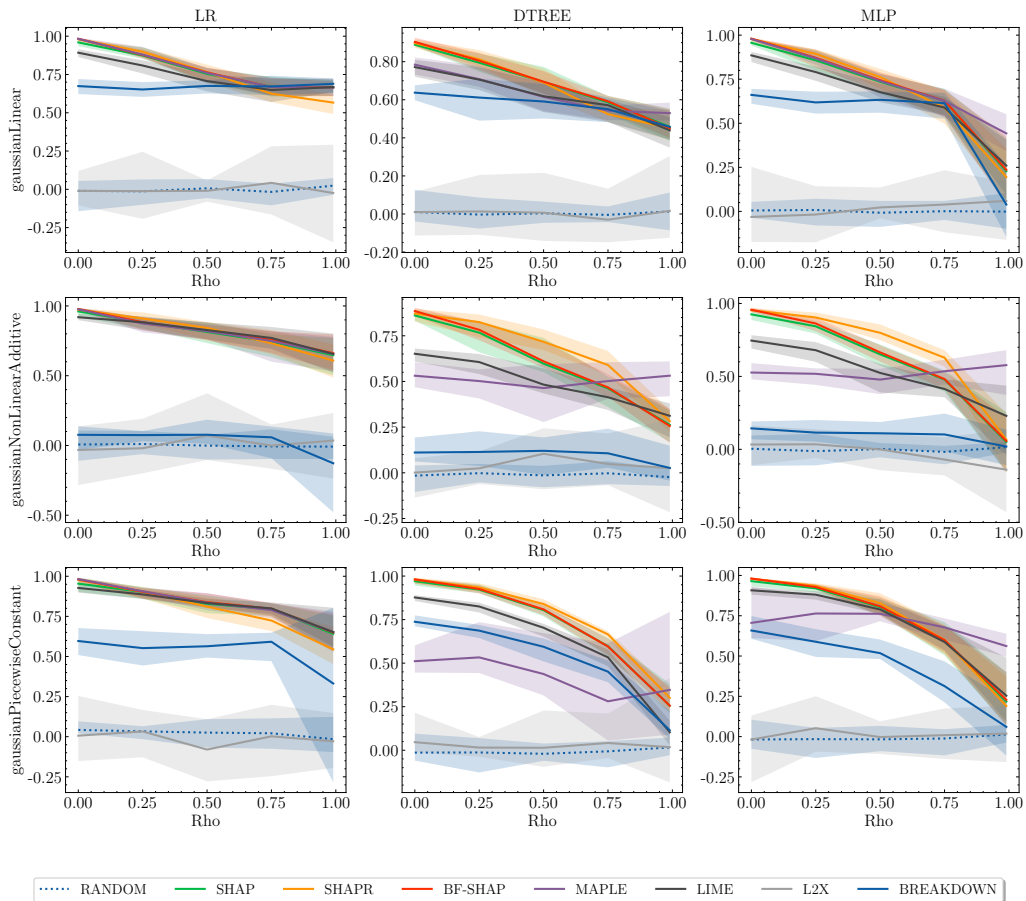 LR DTREE MLP
gaussianLinear
1.00 0.75 0.50 0.25 0.00 -0.25
0.00 0.25 0.50 0.75 1.00
Rho
0.80 0.60 0.40 0.20 0.00 -0.20
0.00 0.25 0.50 0.75 1.00
Rho
1.00 0.75 0.50 0.25 0.00
0.00 0.25 0.50 0.75 1.00
Rho
gaussianNonLinearAdditive
1.00 0.50 0.00 -0.50
0.00 0.25 0.50 0.75 1.00
Rho
0.75 0.50 0.25 0.00 -0.25
0.00 0.25 0.50 0.75 1.00
Rho
1.00 0.50 0.00 -0.50
0.00 0.25 0.50 0.75 1.00
Rho
gaussianPiecewiseConstant
1.00 0.75 0.50 0.25 0.00 -0.25
0.00 0.25 0.50 0.75 1.00
Rho
1.00 0.75 0.50 0.25 0.00
0.00 0.25 0.50 0.75 1.00
Rho
1.00 0.75 0.50 0.25 0.00 -0.25
0.00 0.25 0.50 0.75 1.00
Rho
RANDOM SHAP SHAPR BF-SHAP MAPLE LIME L2X BREAKDOWN